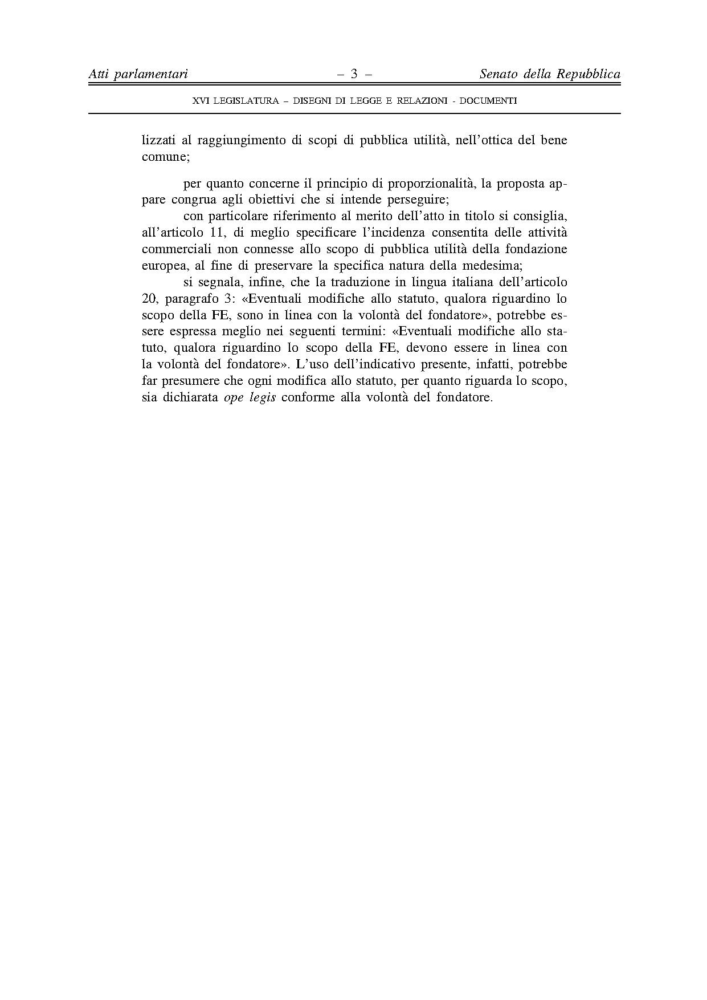 Atti parlamentari – 3 – Senato della Repubblica
XVI LEGISLATURA – DISEGNI DI LEGGE E RELAZIONI - DOCUMENTI
lizzati al raggiungimento di scopi di pubblica utilità, nell’ottica del bene
comune;
per quanto concerne il principio di proporzionalità, la proposta ap-
pare congrua agli obiettivi che si intende perseguire;
con particolare riferimento al merito dell’atto in titolo si consiglia,
all’articolo 11, di meglio specificare l’incidenza consentita delle attività
commerciali non connesse allo scopo di pubblica utilità della fondazione
europea, al fine di preservare la specifica natura della medesima;
si segnala, infine, che la traduzione in lingua italiana dell’articolo
20, paragrafo 3: «Eventuali modifiche allo statuto, qualora riguardino lo
scopo della FE, sono in linea con la volontà del fondatore», potrebbe es-
sere espressa meglio nei seguenti termini: «Eventuali modifiche allo sta-
tuto, qualora riguardino lo scopo della FE, devono essere in linea con
la volontà del fondatore». L’uso dell’indicativo presente, infatti, potrebbe
far presumere che ogni modifica allo statuto, per quanto riguarda lo scopo,
sia dichiarata ope legis conforme alla volontà del fondatore.